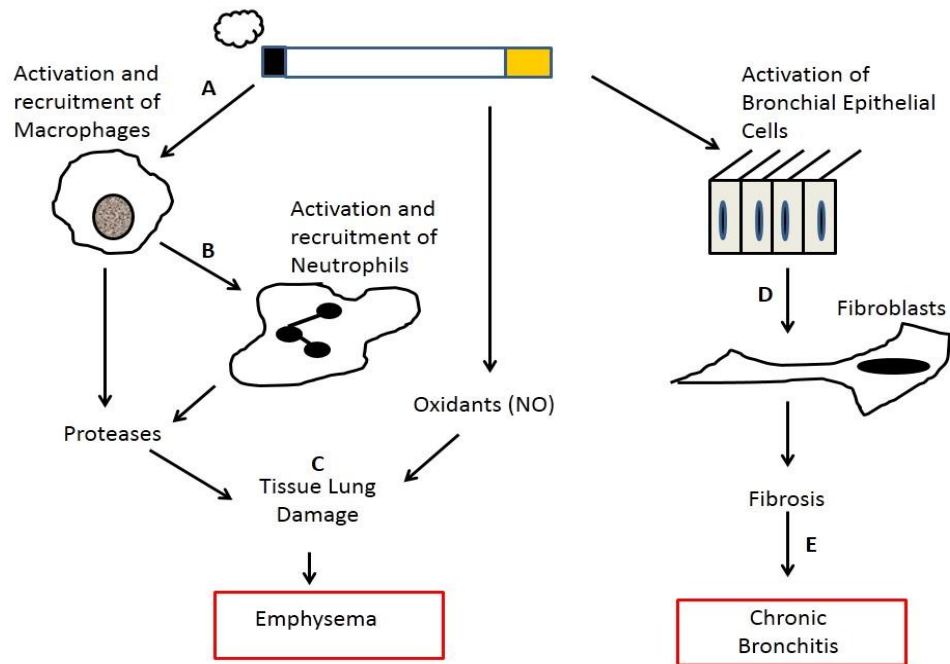 Activation and
recruitment of
Macrophages
A
Activation of
Bronchial Epithelial
Cells
B
Activation and
recruitment of
Neutrophils
D
Fibroblasts
Proteases
Oxidants (NO)
C
Tissue Lung
Damage
Fibrosis
E
Emphysema
Chronic
Bronchitis